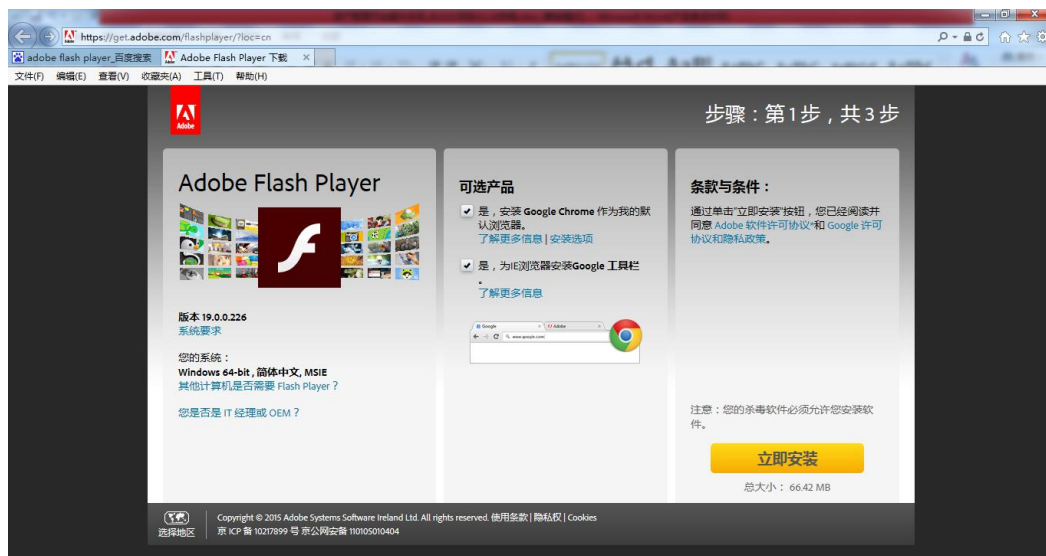 https://get.adobe.com/flashplayer/?loc=cn
adobe flash player_百度搜索
Adobe Flash Player 下载
文件(F) 编辑(E) 查看(V) 收藏夹(A) 工具(T) 帮助(H)
Adobe
步骤：第1步，共3步
Adobe Flash Player
版本 19.0.0.226
系统要求
您的系统：
Windows 64-bit , 简体中文, MSIE
其他计算机是否需要 Flash Player？
您是否是 IT 经理或 OEM？
可选产品
是，安装 Google Chrome 作为我的默
认浏览器。
了解更多信息 | 安装选项
是，为IE浏览器安装Google 工具栏
。
了解更多信息
Google
Adobe
www.google.com
条款与条件：
通过单击“立即安装”按钮，您已经阅读并
同意 Adobe 软件许可协议*和 Google 许可
协议和隐私政策。
注意：您的杀毒软件必须允许您安装软
件。
立即安装
总大小： 66.42 MB
选择地区
Copyright © 2015 Adobe Systems Software Ireland Ltd. All rights reserved. 使用条款 | 隐私权 | Cookies
京 ICP 备 10217899 号 京公网安备 110105010404